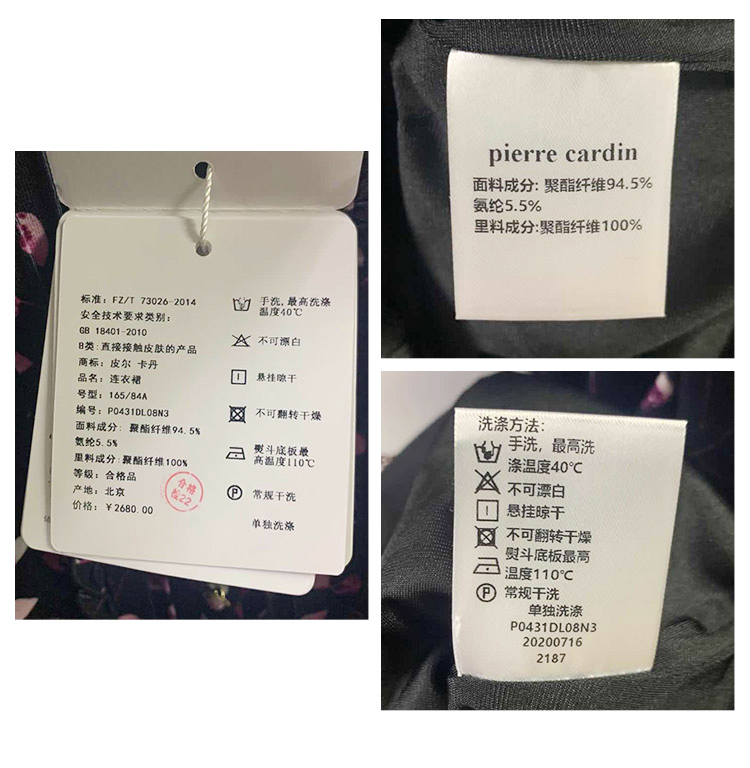 标准: FZ/T 73026-2014
安全技术要求类别:
GB 18401-2010
B类:直接接触皮肤的产品
商标: 皮尔 卡丹
品名: 连衣裙
号型: 165/84A
编号: P0431DL08N3
面料成分: 聚酯纤维94.5%
氨纶5.5%
里料成分:聚酯纤维100%
等级: 合格品
产地: 北京
价格: ￥2680.00
合格
检22
手洗,最高洗涤
温度40℃
不可漂白
悬挂晾干
不可翻转干燥
熨斗底板最
高温度110℃
P
常规干洗
单独洗涤
pierre cardin
面料成分: 聚酯纤维94.5%
氨纶5.5%
里料成分:聚酯纤维100%
洗涤方法:
手洗，最高洗
涤温度40℃
不可漂白
悬挂晾干
不可翻转干燥
熨斗底板最高
温度110℃
P 常规干洗
单独洗涤
P0431DL08N3
20200716
2187